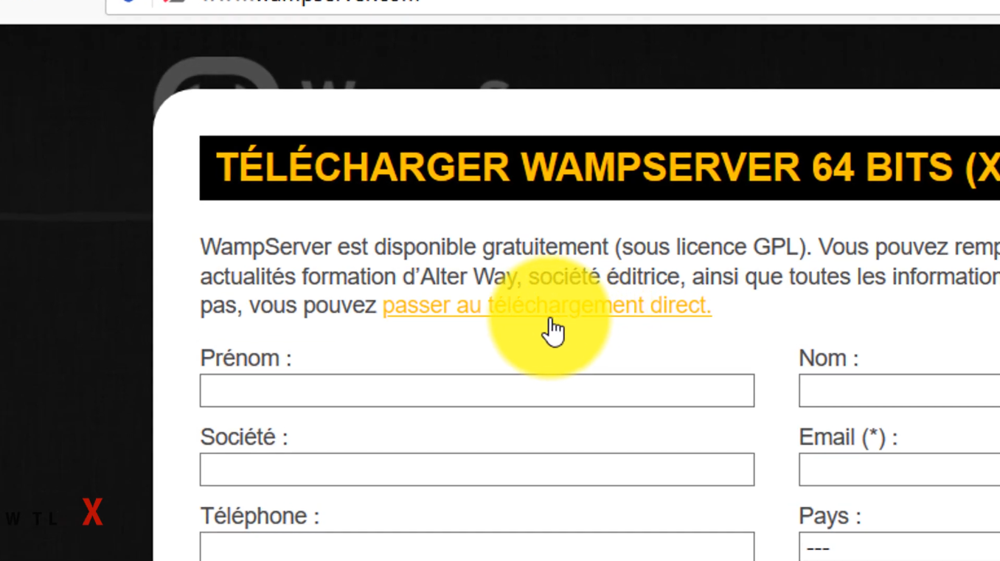 TÉLÉCHARGER WAMPSERVER 64 BITS (X
WampServer est disponible gratuitement (sous licence GPL). Vous pouvez remp
actualités formation d’Alter Way, société éditrice, ainsi que toutes les information
pas, vous pouvez passer au téléchargement direct.
Prénom :
Nom :
Société :
Email (*) :
Téléphone :
Pays :
---
W T L X